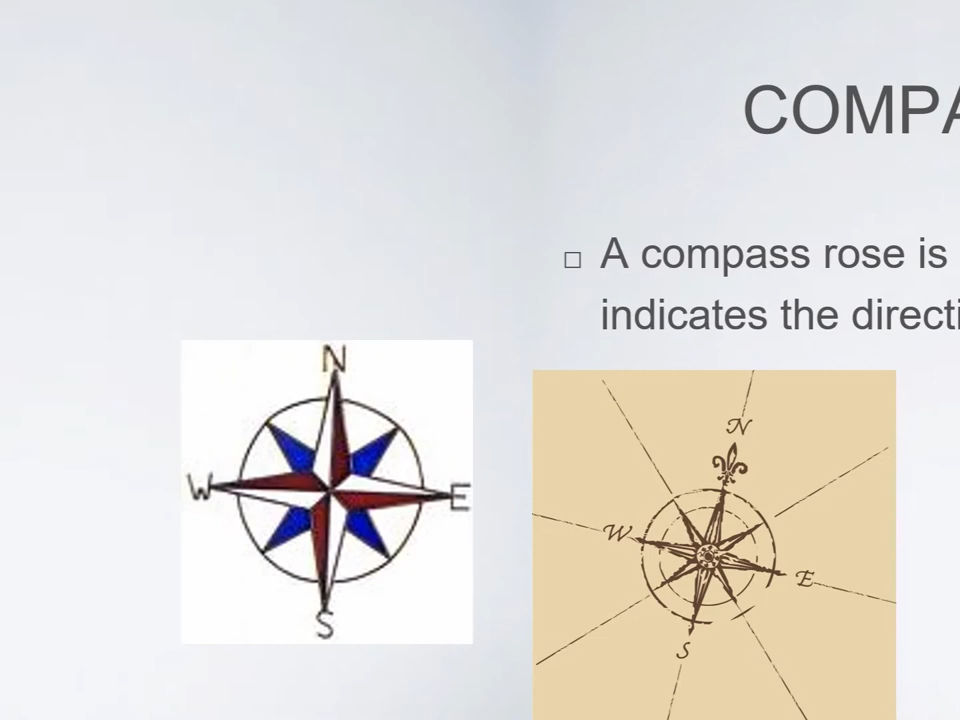 COMPA
□ A compass rose is
indicates the directi
N
W
E
S
N
W
E
S